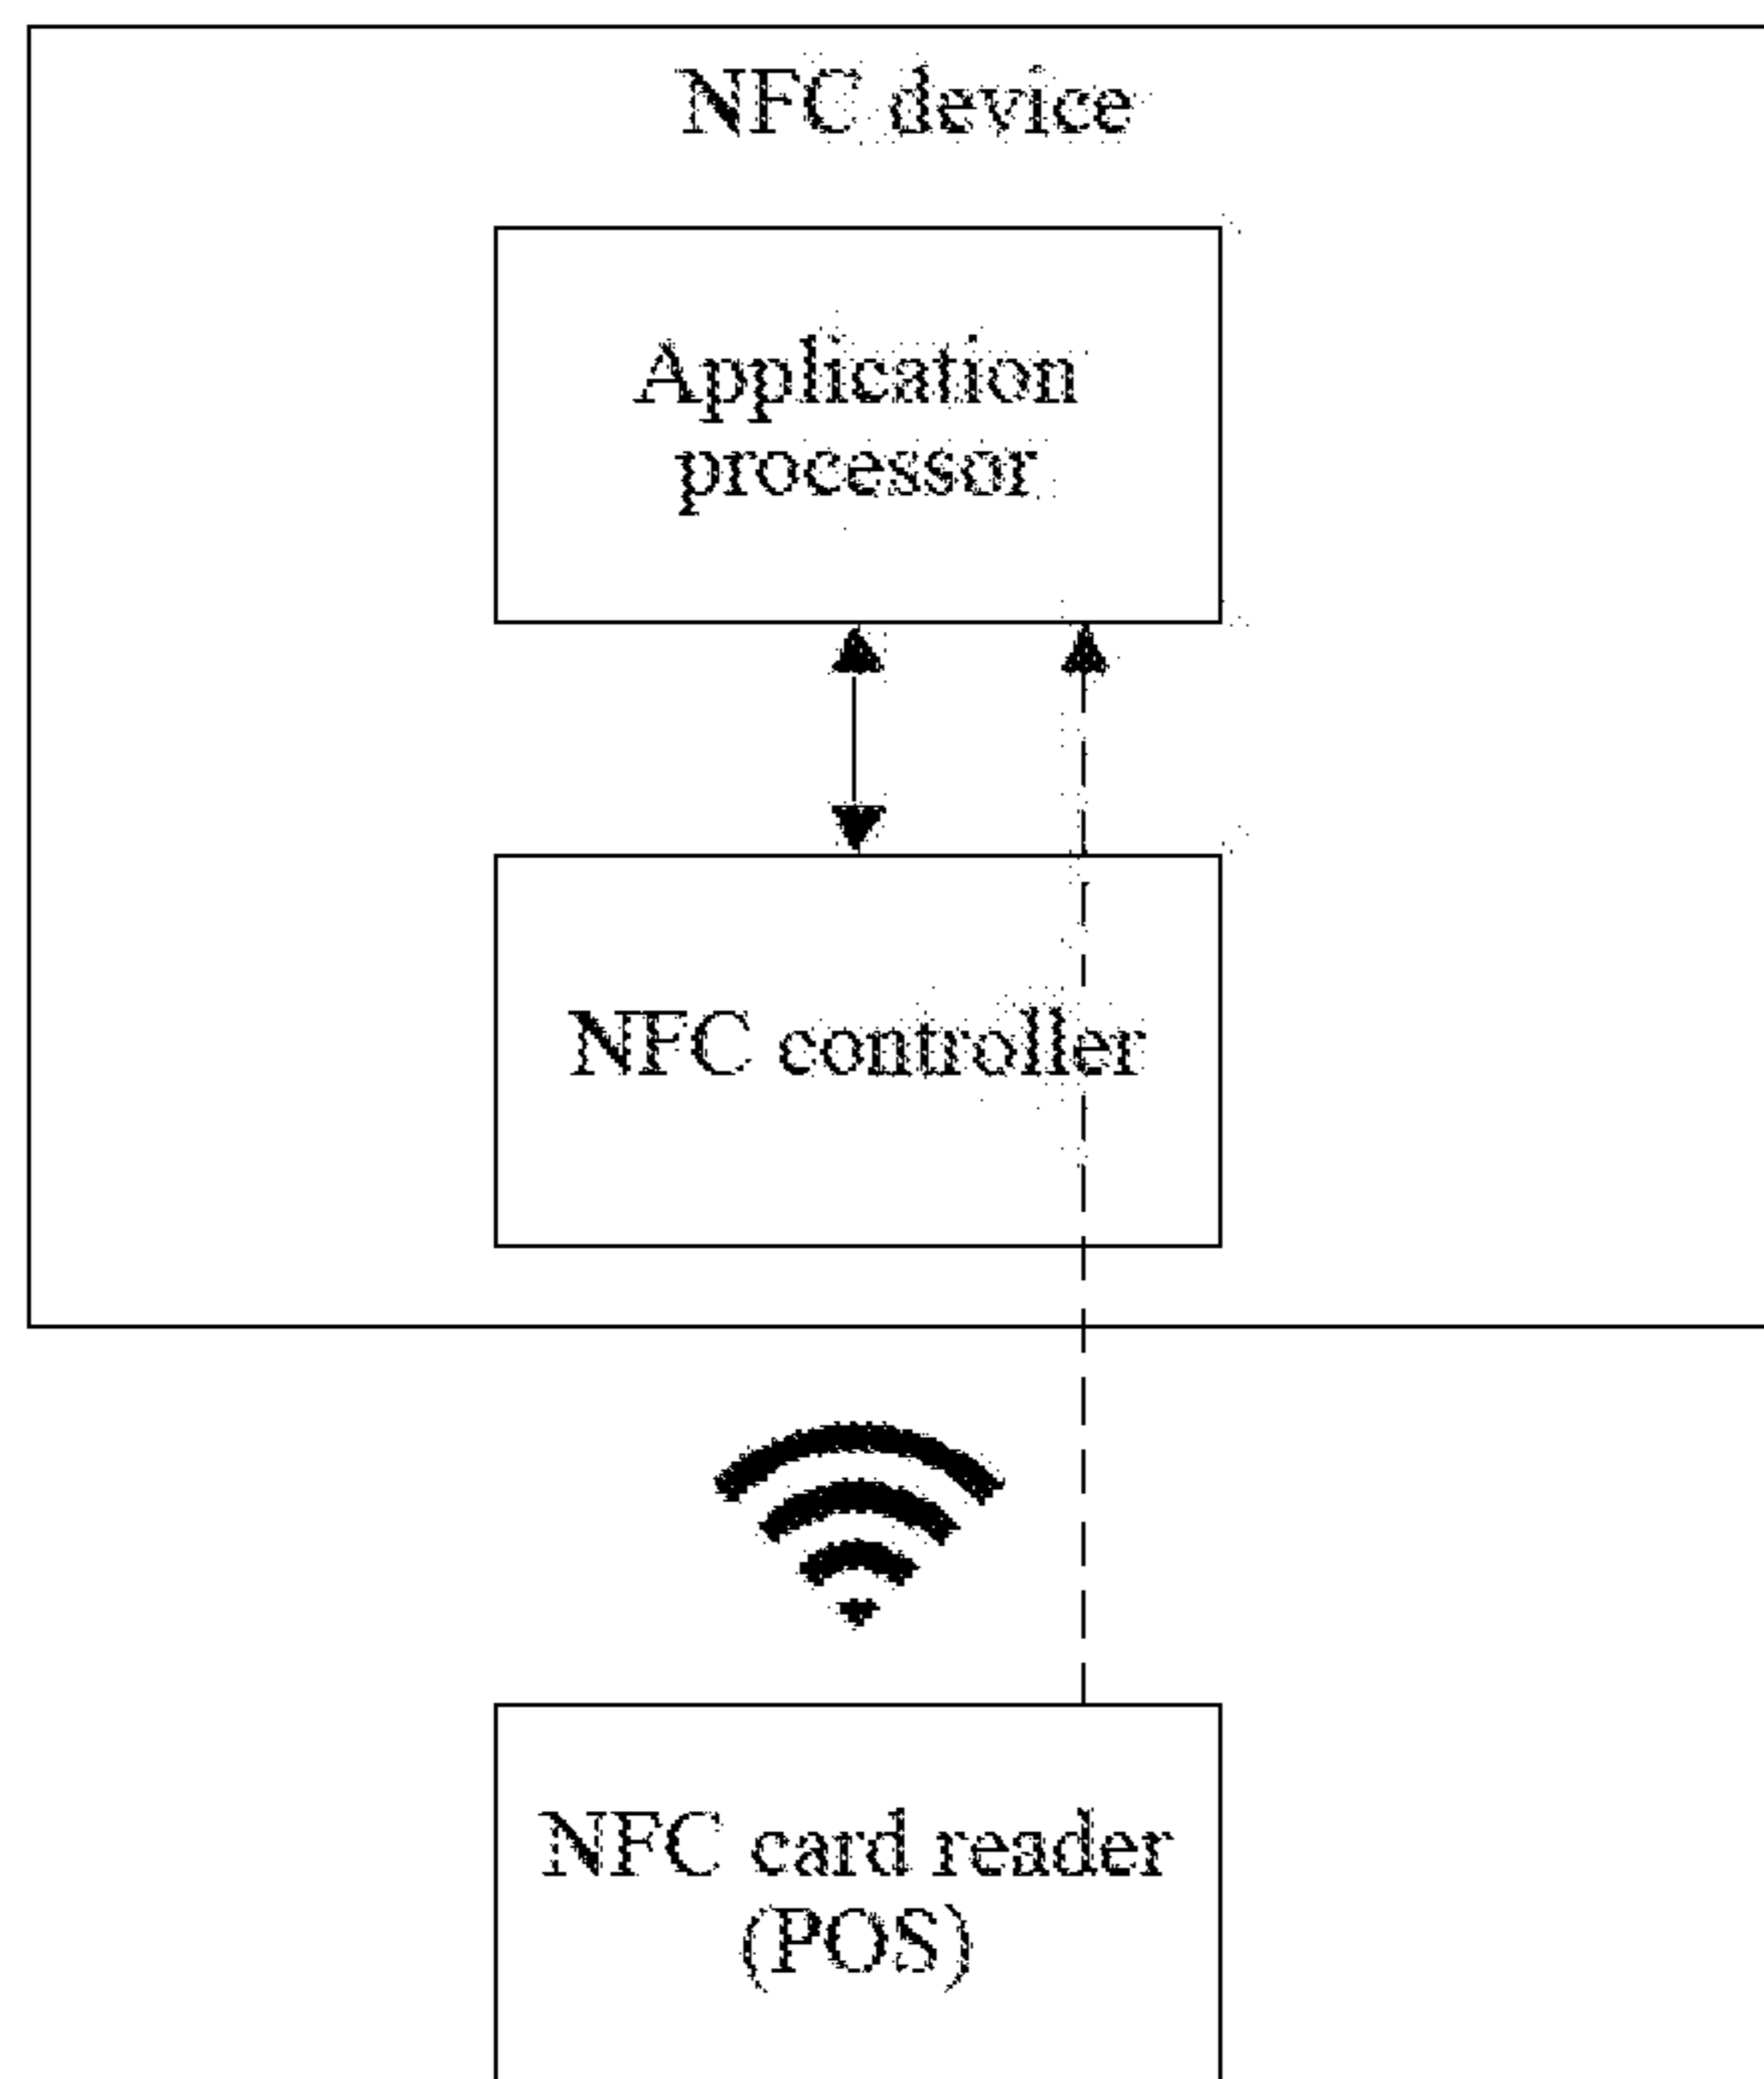 NFC device
Application
processor
NFC controller
NFC card reader
(POS)